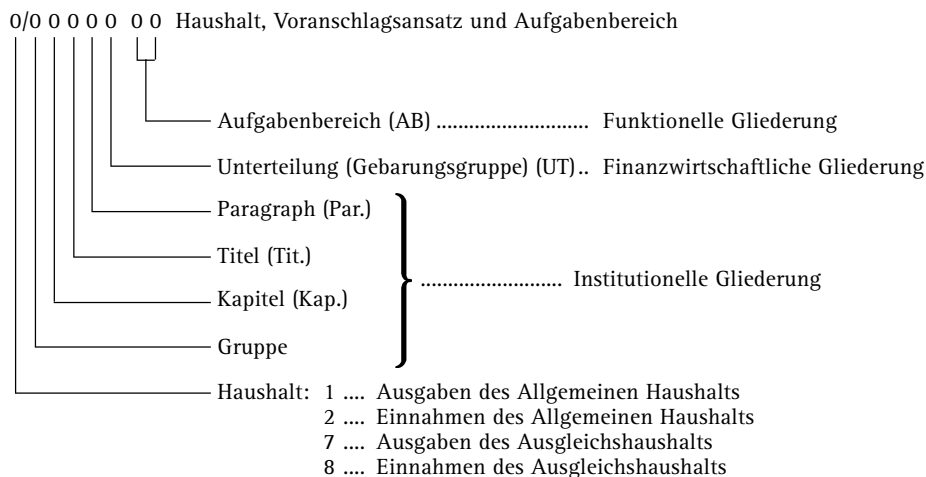 0/0 0 0 0 0 0 0 Haushalt, Voranschlagsansatz und Aufgabenbereich
Aufgabenbereich (AB) ............................ Funktionelle Gliederung
Unterteilung (Gebarungsgruppe) (UT) .. Finanzwirtschaftliche Gliederung
Paragraph (Par.)
Titel (Tit.)
.......................... Institutionelle Gliederung
Kapitel (Kap.)
Gruppe
Haushalt: 1 .... Ausgaben des Allgemeinen Haushalts
2 .... Einnahmen des Allgemeinen Haushalts
7 .... Ausgaben des Ausgleichshaushalts
8 .... Einnahmen des Ausgleichshaushalts